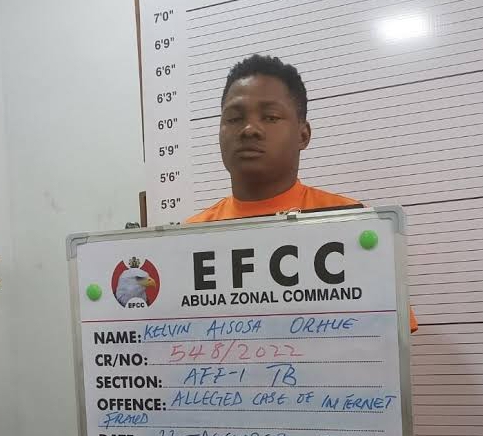 7'0"
6'9"
6'6"
6'3"
6'0"
5'9"
5'6"
5'3"
EFCC
ABUJA ZONAL COMMAND
EFCC
NAME: KELVIN AISOSA ORHUE
CR/NO: 548/2022
SECTION: AFF-1 TB
OFFENCE: ALLEGED CASE OF INTERNET
FRAUD